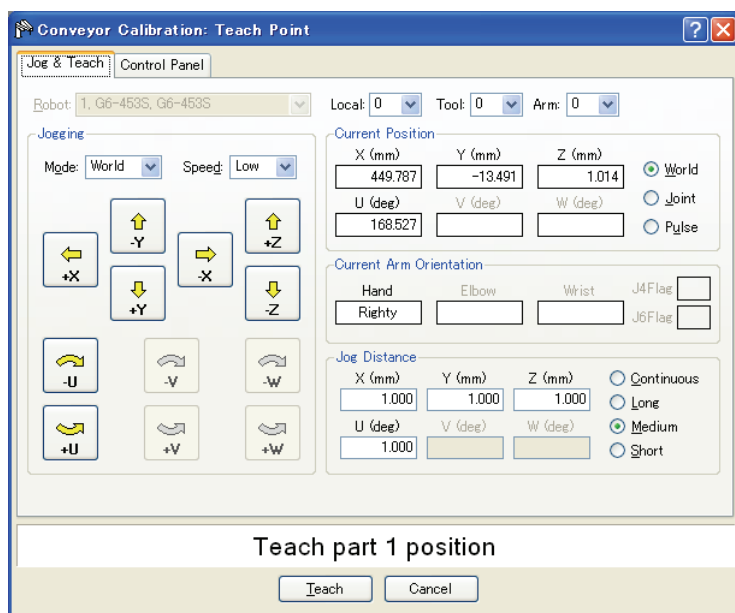 Conveyor Calibration: Teach Point
Jog & Teach Control Panel
Robot: 1, G6-453S, G6-453S Local: 0 Tool: 0 Arm: 0
Jogging
Mode: World Speed: Low
-Y
+Z
+X
-X
+Y
-Z
-U
-V
-W
+U
+V
+W
Current Position
X (mm) Y (mm) Z (mm)
449.787 -13.491 1.014
U (deg) V (deg) W (deg)
168.527
World
Joint
Pulse
Current Arm Orientation
Hand Elbow Wrist J4Flag
Righty
J6Flag
Jog Distance
X (mm) Y (mm) Z (mm)
1.000 1.000 1.000
U (deg) V (deg) W (deg)
1.000
Continuous
Long
Medium
Short
Teach part 1 position
Teach Cancel